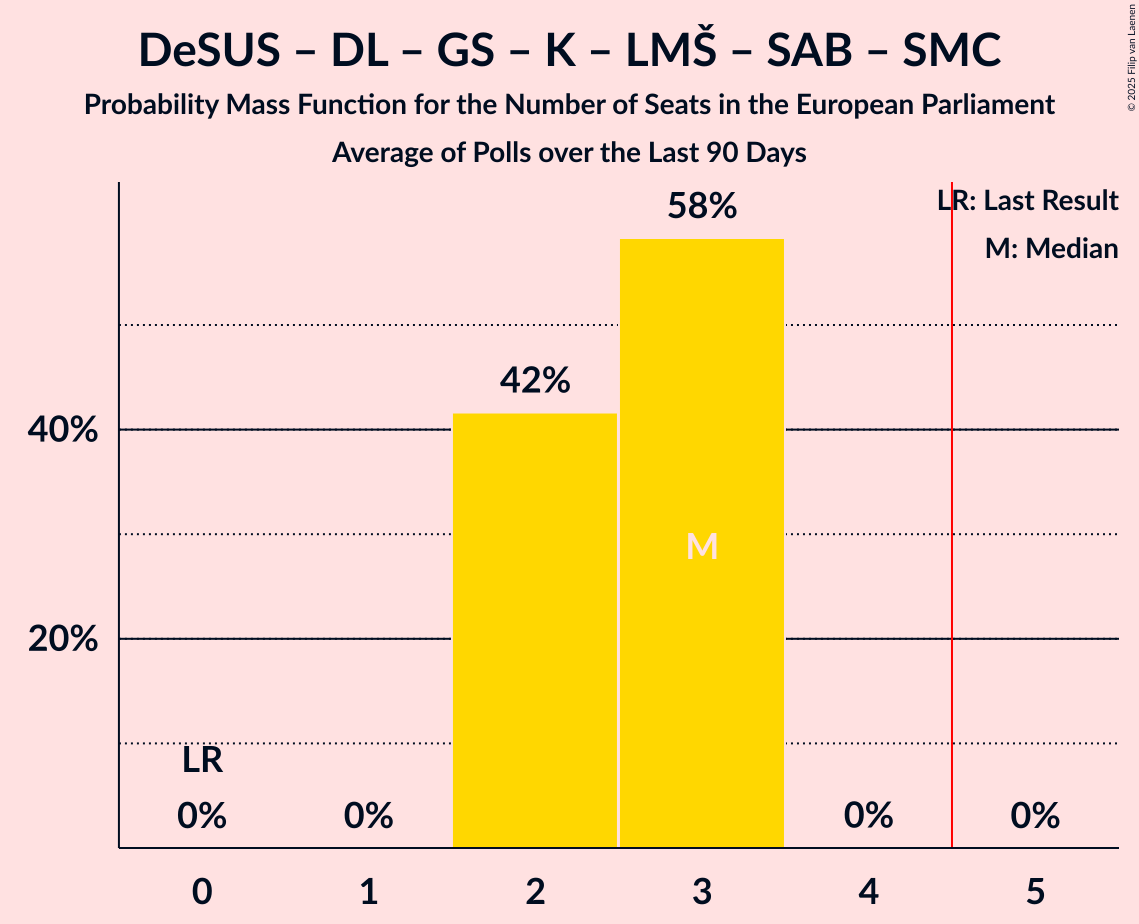 DeSUS – DL – GS – K – LMŠ – SAB – SMC
Probability Mass Function for the Number of Seats in the European Parliament
Average of Polls over the Last 90 Days
© 2025 Filip van Laenen
LR: Last Result
M: Median
58%
42%
40%
20%
M
LR
0%
0%
0%
0%
0
1
2
3
4
5